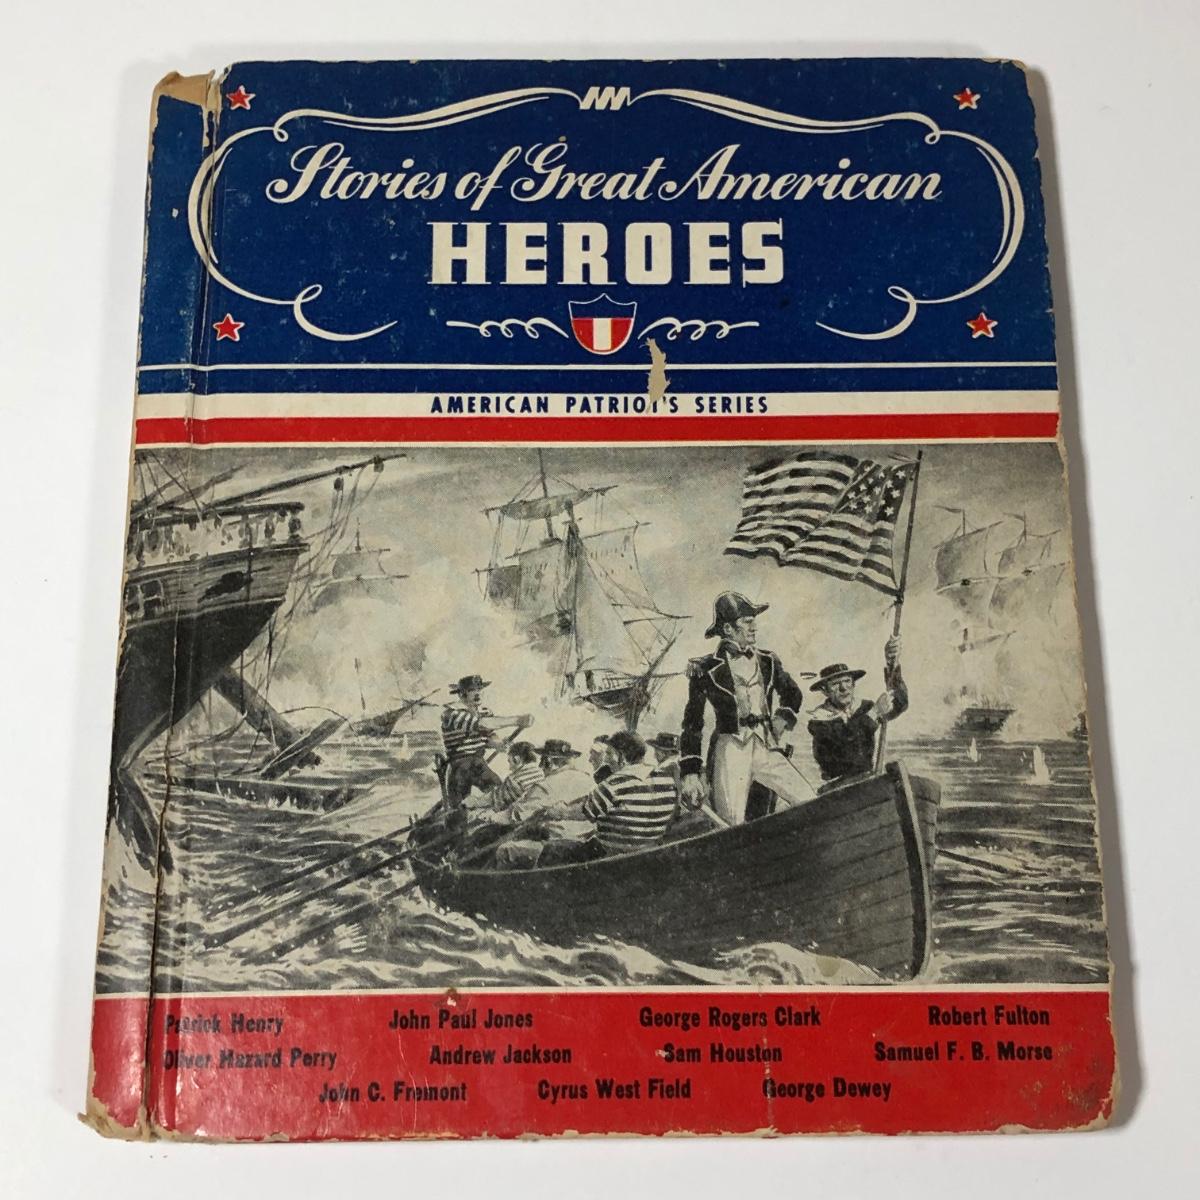 Stories of Great American
HEROES
AMERICAN PATRIOT'S SERIES
Patrick Henry John Paul Jones George Rogers Clark Robert Fulton
Oliver Hazard Perry Andrew Jackson Sam Houston Samuel F. B. Morse
John C. Fremont Cyrus West Field George Dewey